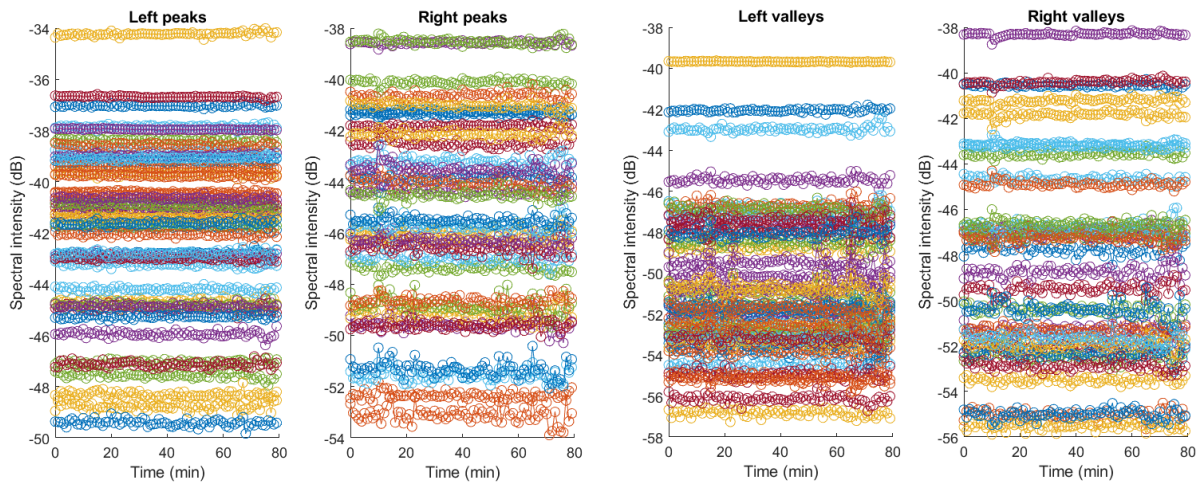 Left peaks
Spectral intensity (dB)
-34
-36
-38
-40
-42
-44
-46
-48
-50
0 20 40 60 80
Time (min)
Right peaks
Spectral intensity (dB)
-38
-40
-42
-44
-46
-48
-50
-52
-54
0 20 40 60 80
Time (min)
Left valleys
Spectral intensity (dB)
-38
-40
-42
-44
-46
-48
-50
-52
-54
-56
-58
0 20 40 60 80
Time (min)
Right valleys
Spectral intensity (dB)
-38
-40
-42
-44
-46
-48
-50
-52
-54
-56
0 20 40 60 80
Time (min)